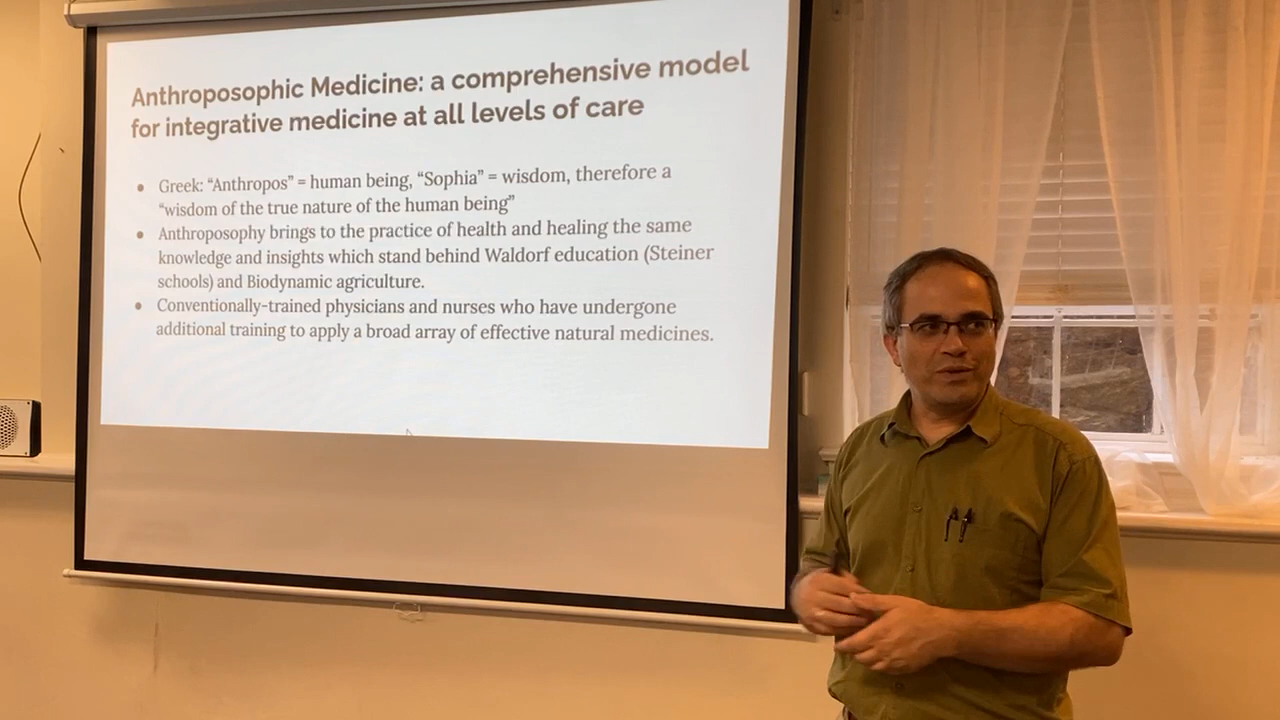 Anthroposophic Medicine: a comprehensive model
for integrative medicine at all levels of care
● Greek: “Anthropos” = human being, “Sophia” = wisdom, therefore a
“wisdom of the true nature of the human being”
● Anthroposophy brings to the practice of health and healing the same
knowledge and insights which stand behind Waldorf education (Steiner
schools) and Biodynamic agriculture.
● Conventionally-trained physicians and nurses who have undergone
additional training to apply a broad array of effective natural medicines.